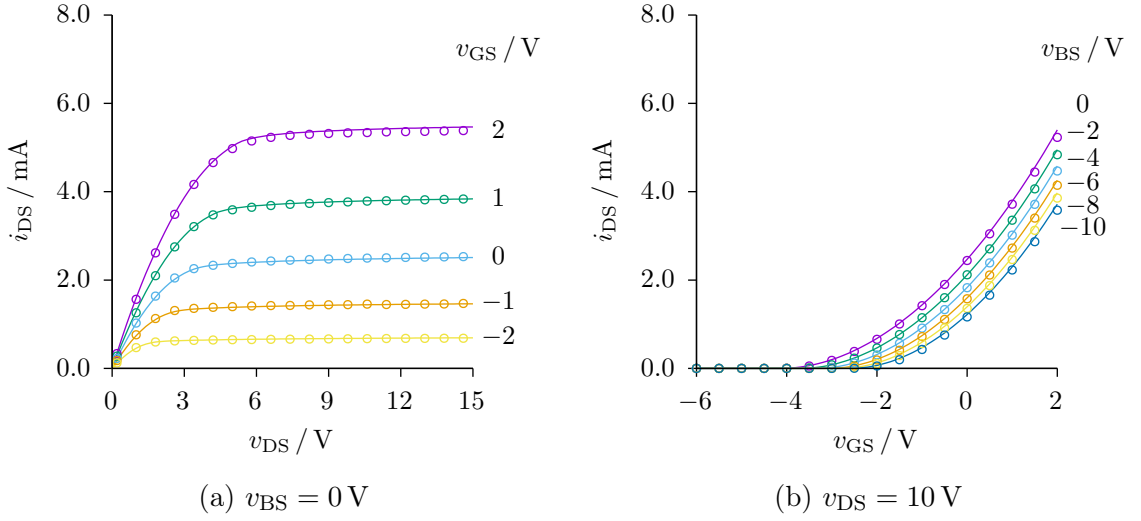 8.0
6.0
4.0
2.0
0.0
i_DS / mA
v_GS / V
2
1
0
−1
−2
0 3 6 9 12 15
v_DS / V
(a) v_BS = 0 V
8.0
6.0
4.0
2.0
0.0
i_DS / mA
v_BS / V
0
−2
−4
−6
−8
−10
−6 −4 −2 0 2
v_GS / V
(b) v_DS = 10 V